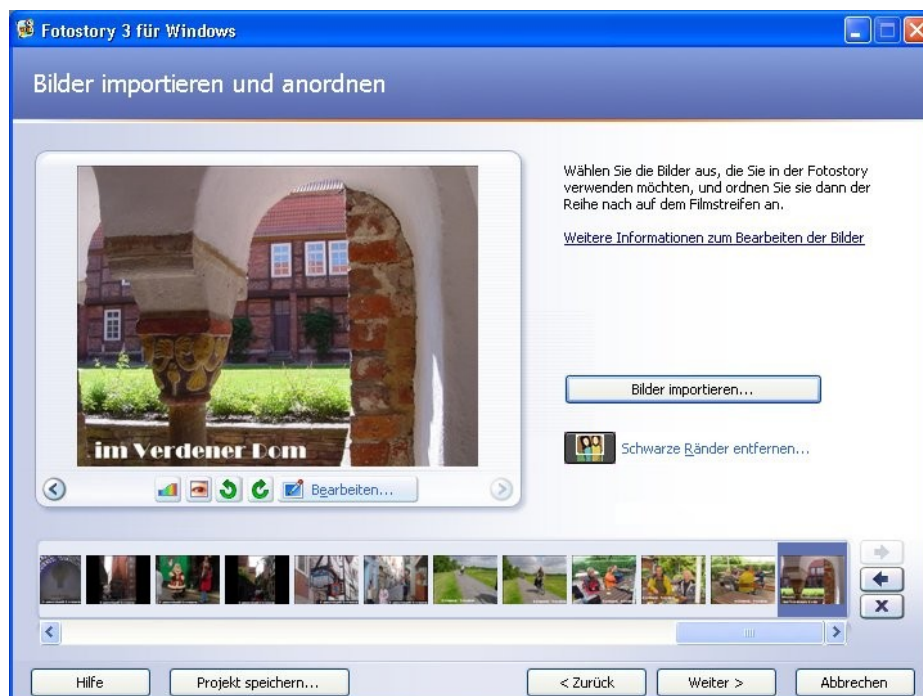 Fotostory 3 für Windows
Bilder importieren und anordnen
Wählen Sie die Bilder aus, die Sie in der Fotostory
verwenden möchten, und ordnen Sie sie dann der
Reihe nach auf dem Filmstreifen an.
Weitere Informationen zum Bearbeiten der Bilder
Bilder importieren...
Schwarze Ränder entfernen...
im Verdener Dom
Bearbeiten...
Hilfe
Projekt speichern...
< Zurück
Weiter >
Abbrechen